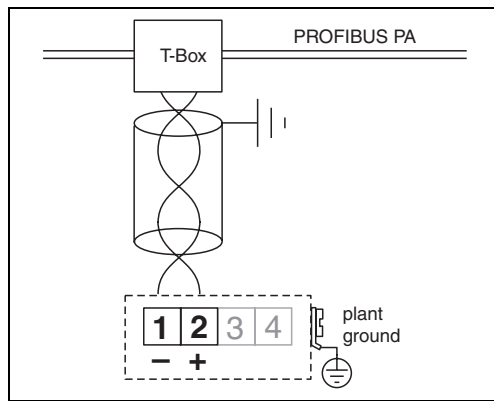 PROFIBUS PA
T-Box
1 2 3 4
− +
plant
ground